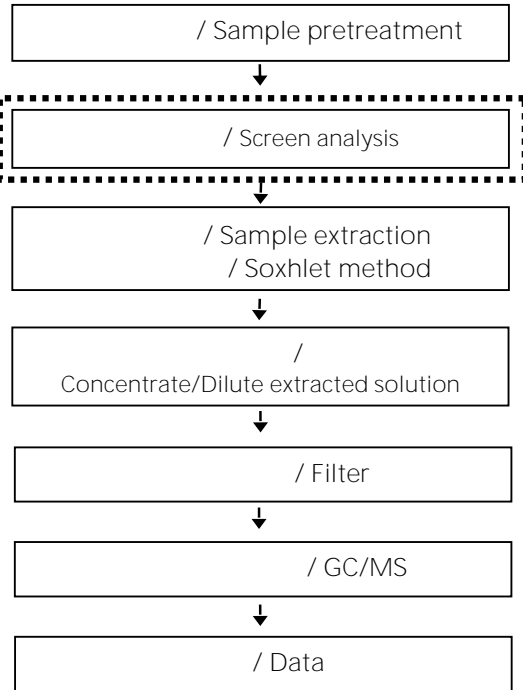 / Sample pretreatment
/ Screen analysis
/ Sample extraction
/ Soxhlet method
/
Concentrate/Dilute extracted solution
/ Filter
/ GC/MS
/ Data